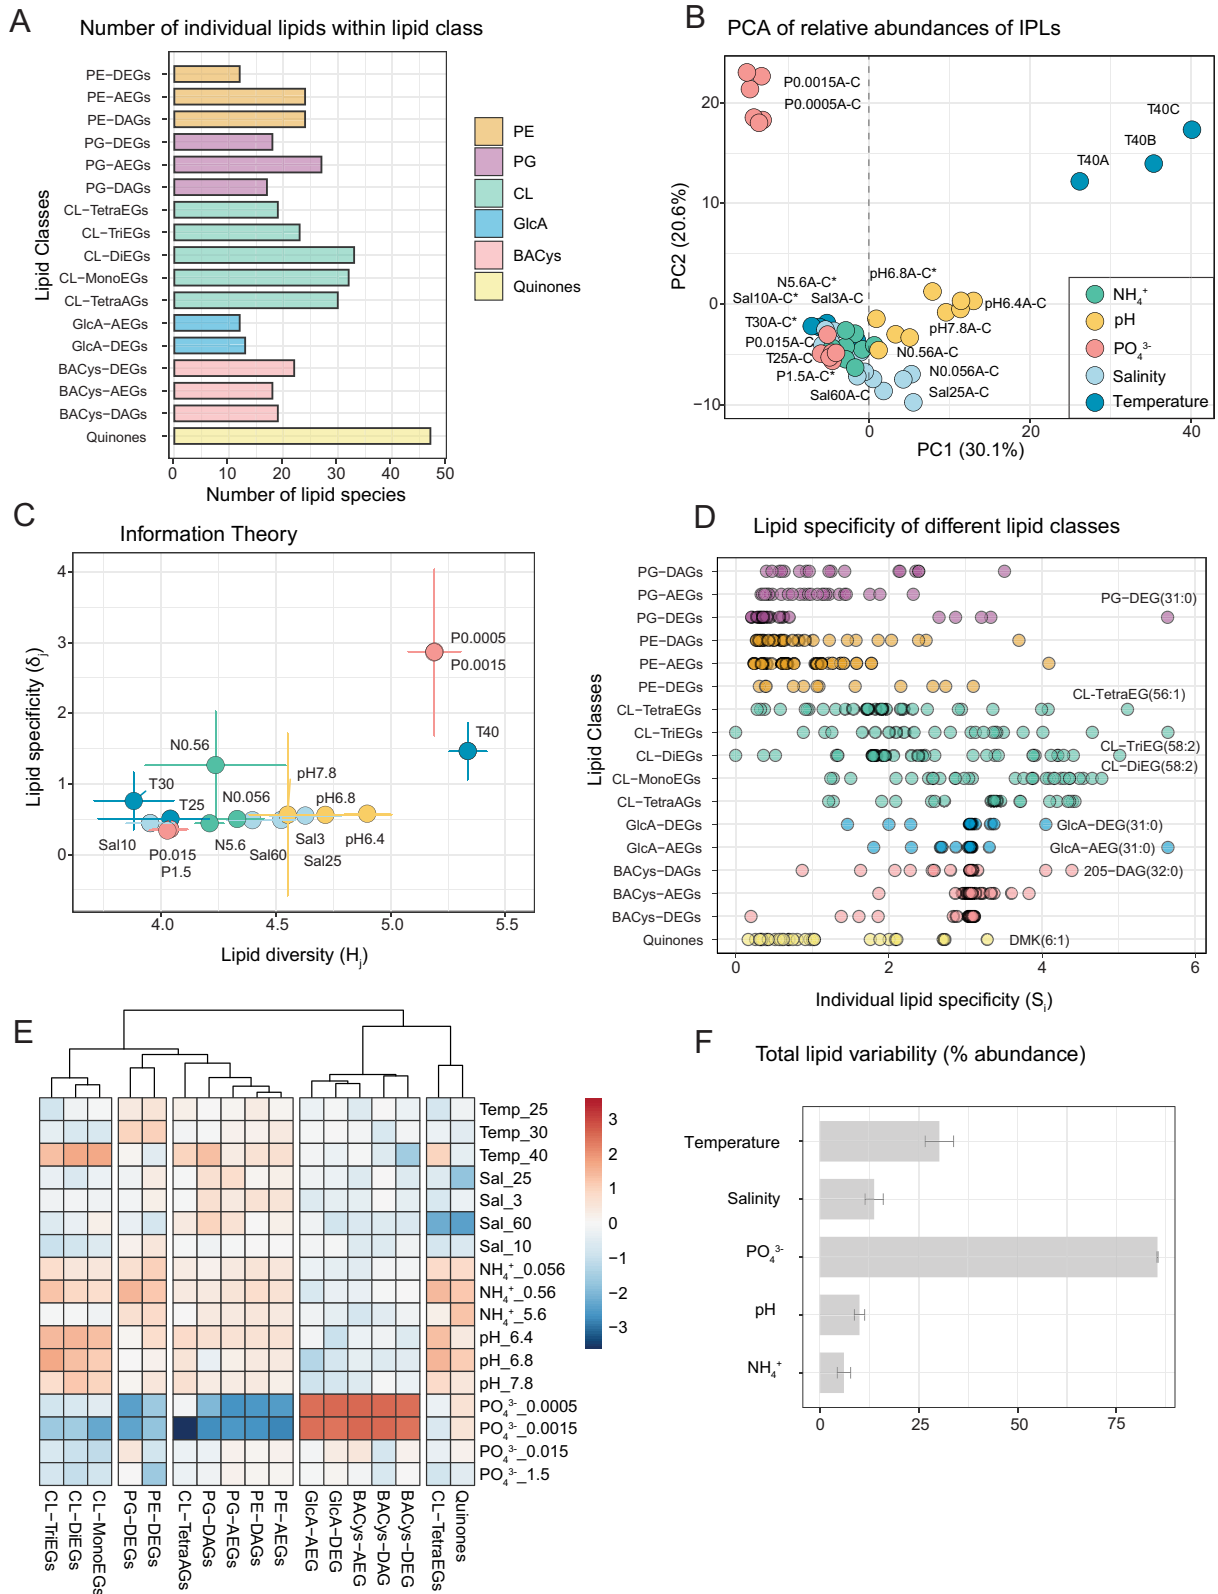 A
Number of individual lipids within lipid class
Lipid Classes
PE−DEGs
PE−AEGs
PE−DAGs
PG−DEGs
PG−AEGs
PG−DAGs
CL−TetraEGs
CL−TriEGs
CL−DiEGs
CL−MonoEGs
CL−TetraAGs
GlcA−AEGs
GlcA−DEGs
BACys−DEGs
BACys−AEGs
BACys−DAGs
Quinones
0 10 20 30 40 50
Number of lipid species
PE
PG
CL
GlcA
BACys
Quinones
B
PCA of relative abundances of IPLs
PC2 (20.6%)
20
10
0
−10
P0.0015A-C
P0.0005A-C
T40C
T40B
T40A
N5.6A-C*
pH6.8A-C*
Sal10A-C* Sal3A-C
pH6.4A-C
T30A-C*
pH7.8A-C
P0.015A-C
T25A-C
N0.56A-C
P1.5A-C*
N0.056A-C
Sal60A-C
Sal25A-C
NH₄⁺
pH
PO₄³⁻
Salinity
Temperature
0 20 40
PC1 (30.1%)
C
Information Theory
Lipid specificity (δj)
4
3
2
1
0
P0.0005
P0.0015
T40
N0.56
pH7.8
T30
T25
N0.056
pH6.8
Sal10
P0.015
P1.5
N5.6
Sal60
Sal3
Sal25
pH6.4
4.0 4.5 5.0 5.5
Lipid diversity (Hj)
D
Lipid specificity of different lipid classes
Lipid Classes
PG−DAGs
PG−AEGs
PG−DEG(31:0)
PG−DEGs
PE−DAGs
PE−AEGs
PE−DEGs
CL-TetraEG(56:1)
CL−TetraEGs
CL−TriEGs
CL−TriEG(58:2)
CL−DiEGs
CL−DiEG(58:2)
CL−MonoEGs
CL−TetraAGs
GlcA−DEGs
GlcA−DEG(31:0)
GlcA−AEGs
GlcA−AEG(31:0)
BACys−DAGs
205−DAG(32:0)
BACys−AEGs
BACys−DEGs
Quinones
DMK(6:1)
0 2 4 6
Individual lipid specificity (Si)
E
Temp_25
Temp_30
Temp_40
Sal_25
Sal_3
Sal_60
Sal_10
NH₄⁺_0.056
NH₄⁺_0.56
NH₄⁺_5.6
pH_6.4
pH_6.8
pH_7.8
PO₄³⁻_0.0005
PO₄³⁻_0.0015
PO₄³⁻_0.015
PO₄³⁻_1.5
3
2
1
0
−1
−2
−3
CL−TriEGs
CL−DiEGs
CL−MonoEGs
PG−DEGs
PE−DEGs
CL−TetraAGs
PG−DAGs
PG−AEGs
PE−DAGs
PE−AEGs
GlcA−AEG
GlcA−DEG
BACys−AEG
BACys−DAG
BACys−DEG
CL−TetraEGs
Quinones
F
Total lipid variability (% abundance)
Temperature
Salinity
PO₄³⁻
pH
NH₄⁺
0 25 50 75